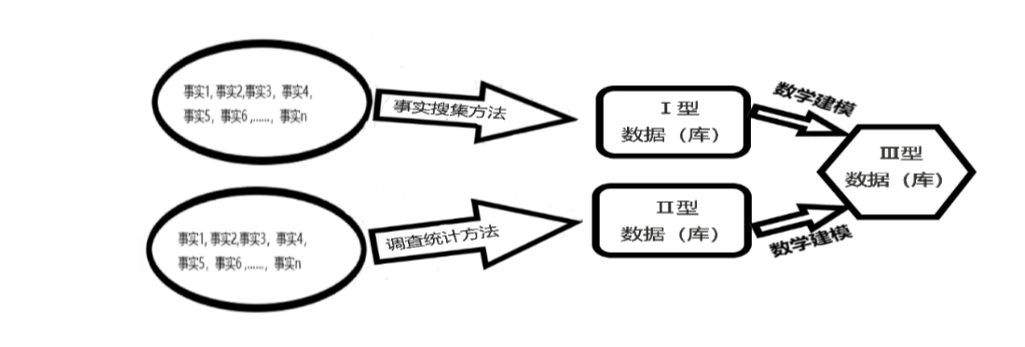 事实1, 事实2,事实3, 事实4,
事实5, 事实6 ,......, 事实n
事实搜集方法
Ⅰ 型
数据（库）
数学建模
Ⅲ型
数据（库）
事实1, 事实2,事实3, 事实4,
事实5, 事实6 ,......, 事实n
调查统计方法
Ⅱ 型
数据（库）
数学建模